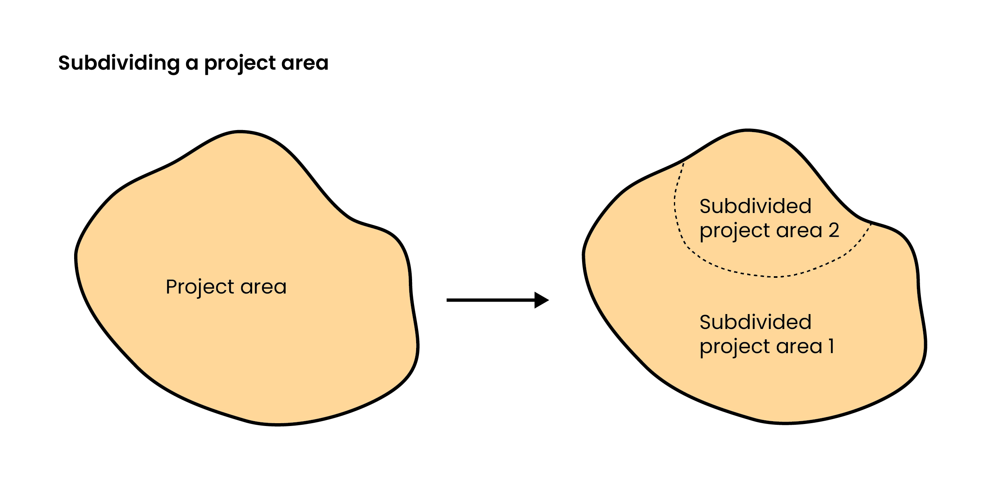 Subdividing a project area
Project area
Subdivided
project area 2
Subdivided
project area 1